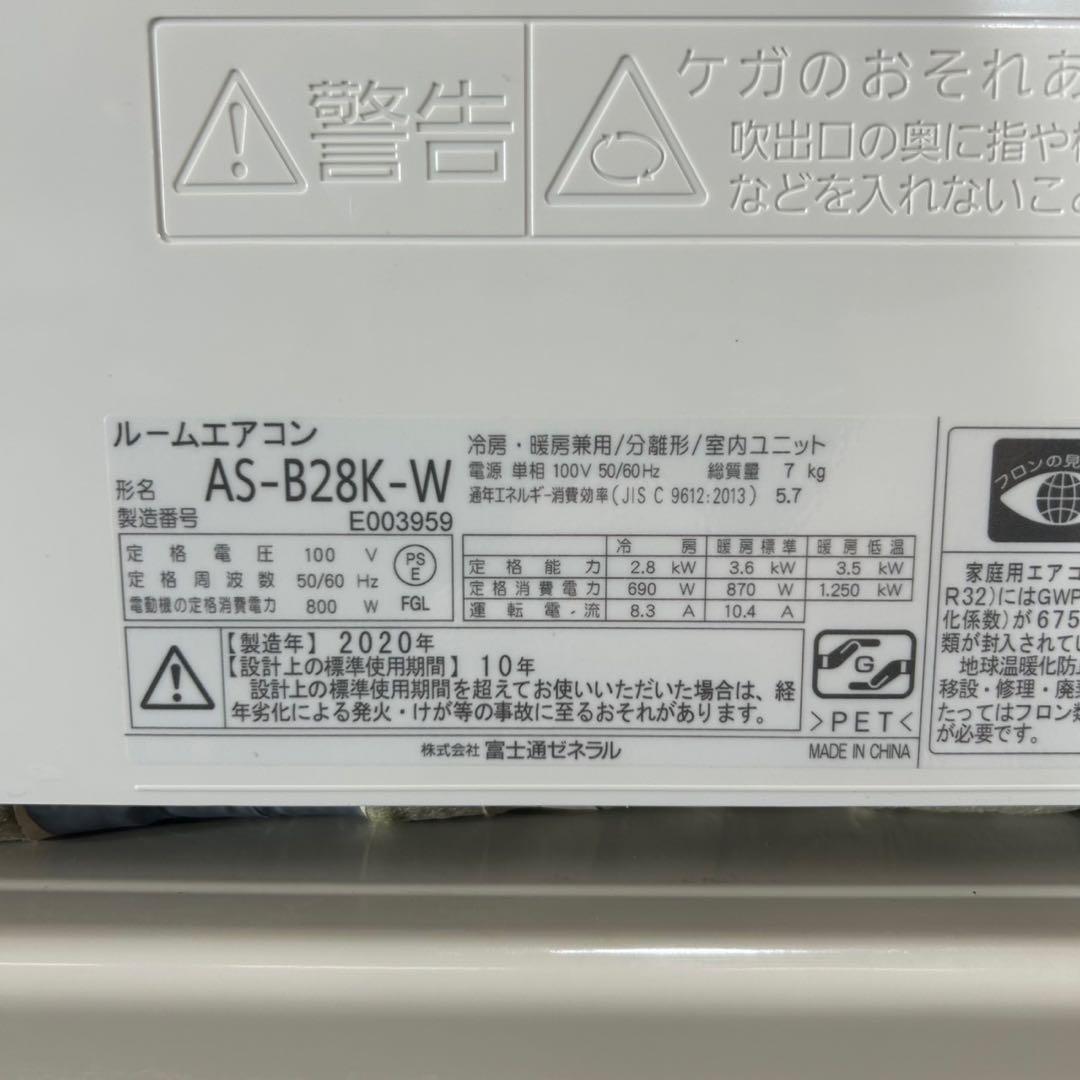 警告
ケガのおそれあ
吹出口の奥に指や
などを入れないこ
ルームエアコン
形名 AS-B28K-W
製造番号 E003959
冷房・暖房兼用/分離形/室内ユニット
電源 単相 100V 50/60Hz 総質量 7 kg
通年エネルギー消費効率(JIS C 9612:2013) 5.7
定格電圧 100 V
定格周波数 50/60 Hz
電動機の定格消費電力 800 W
PS
E
FGL
冷房 暖房標準 暖房低温
定格能力 2.8 kW 3.6 kW 3.5 kW
定格消費電力 690 W 870 W 1.250 kW
運転電流 8.3 A 10.4 A
【製造年】2020年
【設計上の標準使用期間】10年
設計上の標準使用期間を超えてお使いいただいた場合は、経
年劣化による発火・けが等の事故に至るおそれがあります。
G
>PET<
株式会社 富士通ゼネラル
MADE IN CHINA
フロンの見
家庭用エアコ
R32)にはGWP
化係数)が675
類が封入されてい
地球温暖化防止
移設・修理・廃棄
たってはフロン類
が必要です。